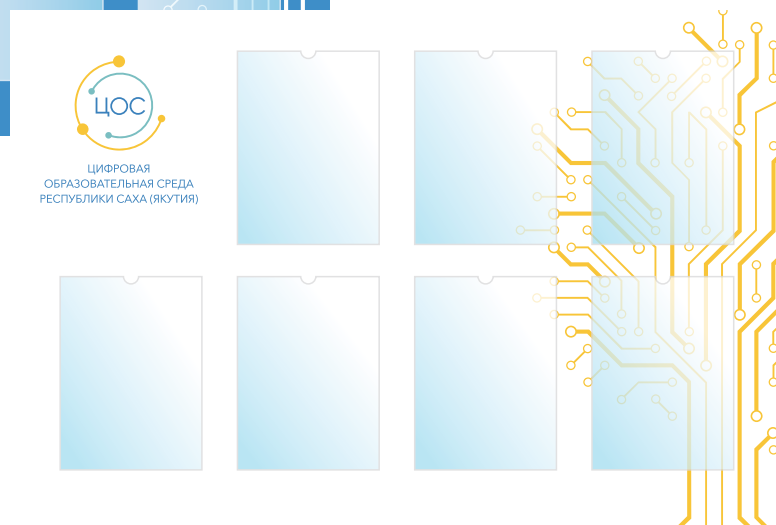 ЦОС
ЦИФРОВАЯ
ОБРАЗОВАТЕЛЬНАЯ СРЕДА
РЕСПУБЛИКИ САХА (ЯКУТИЯ)